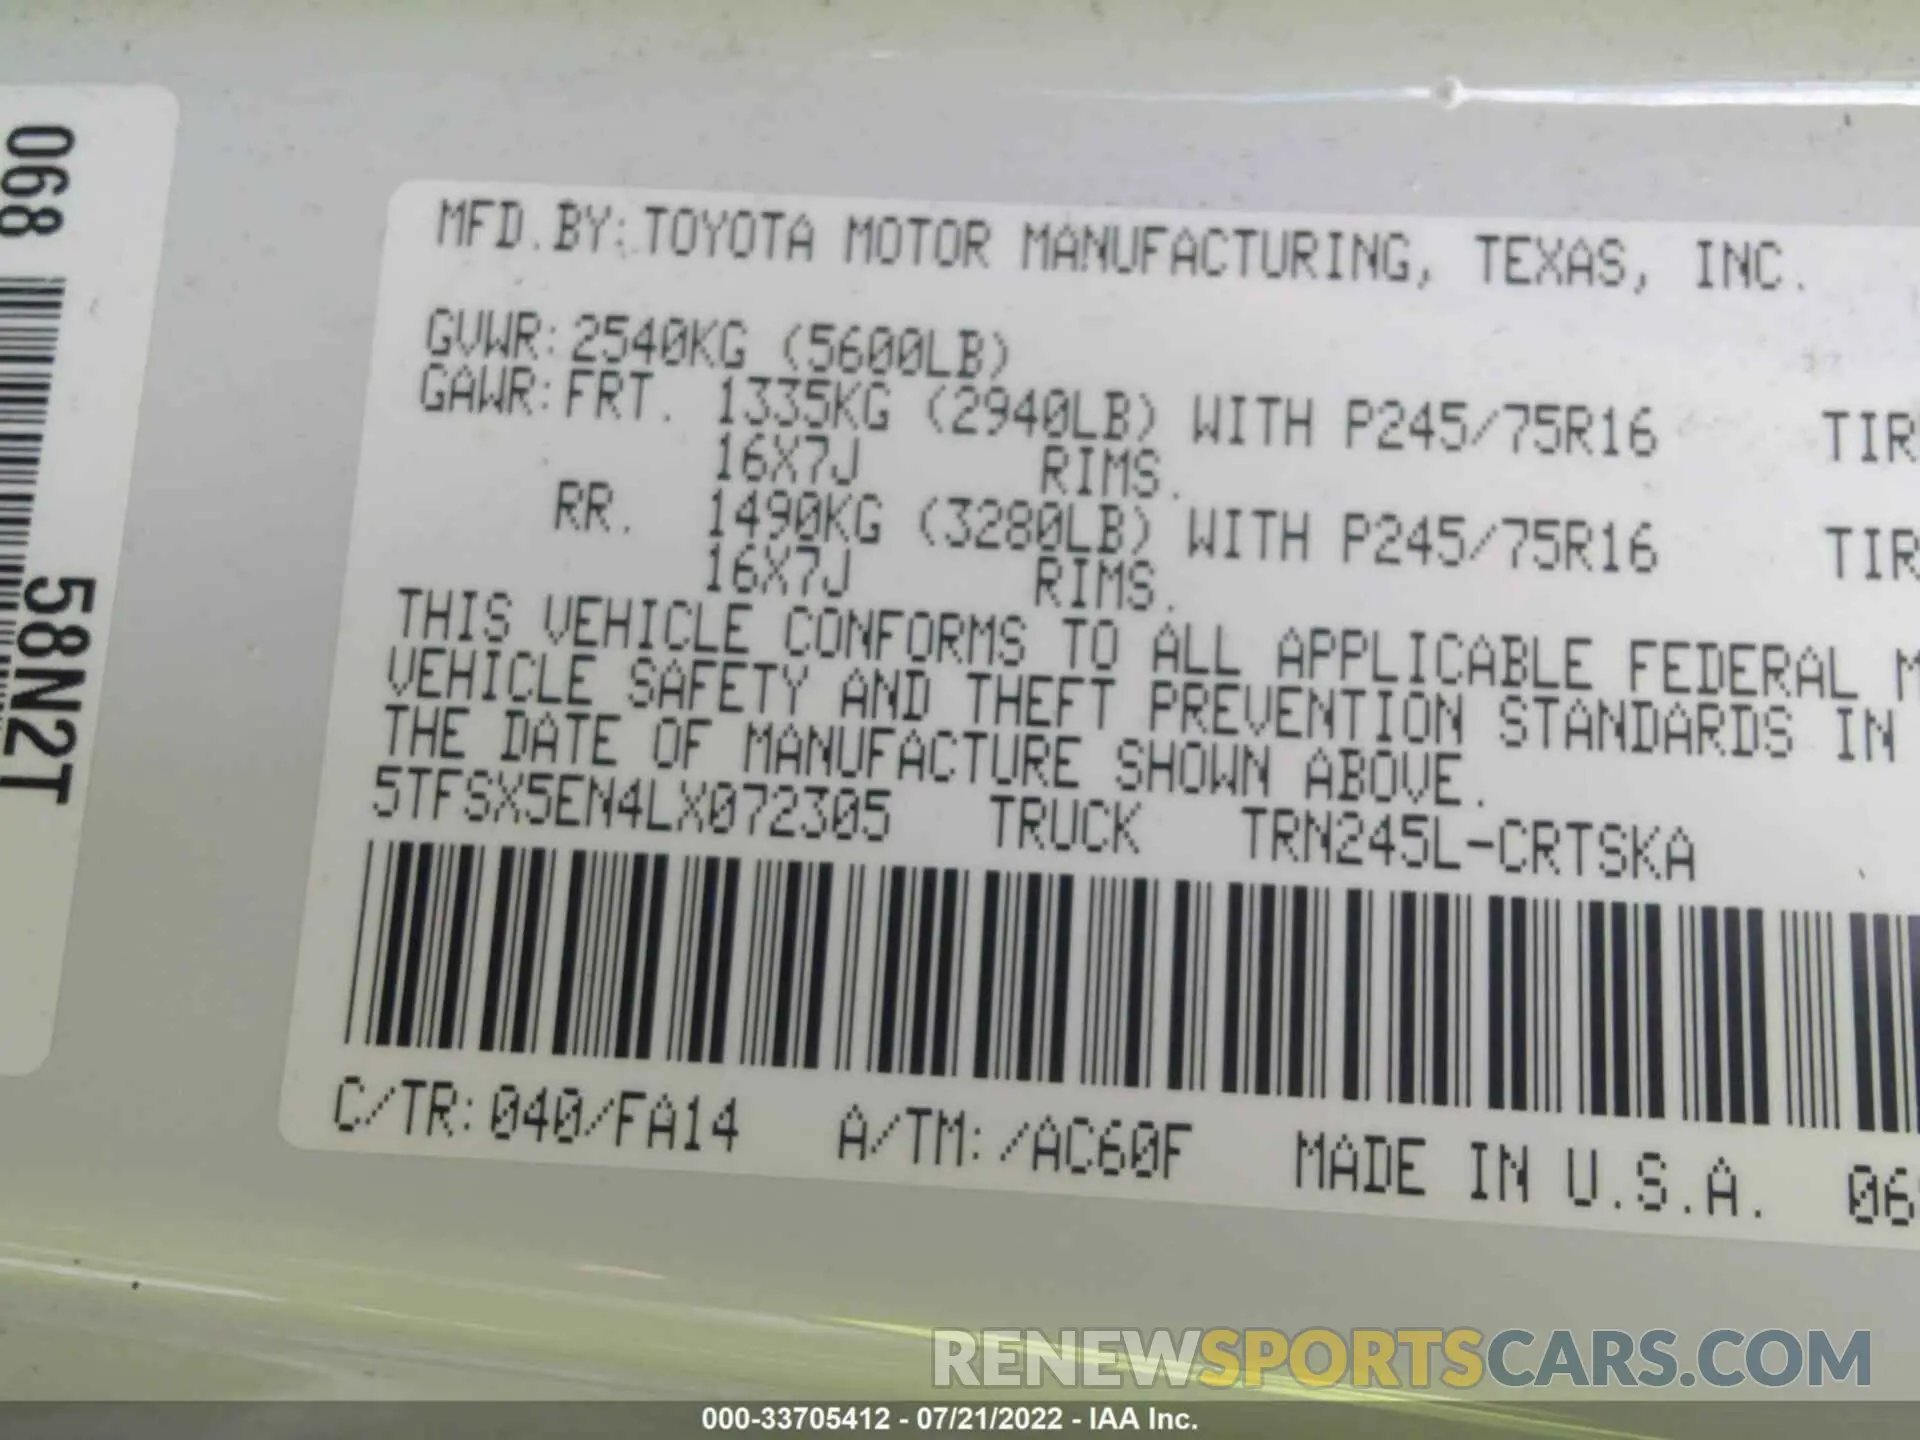 068
58N2T
MFD.BY:TOYOTA MOTOR MANUFACTURING, TEXAS, INC.
GVWR:2540KG (5600LB)
GAWR:FRT. 1335KG (2940LB) WITH P245/75R16 TIR
16X7J RIMS.
RR. 1490KG (3280LB) WITH P245/75R16 TIR
16X7J RIMS.
THIS VEHICLE CONFORMS TO ALL APPLICABLE FEDERAL M
VEHICLE SAFETY AND THEFT PREVENTION STANDARDS IN
THE DATE OF MANUFACTURE SHOWN ABOVE.
5TFSX5EN4LX072305 TRUCK TRN245L-CRTSKA
C/TR:040/FA14 A/TM:/AC60F MADE IN U.S.A. 06
RENEWSPORTSCARS.COM
000-33705412 - 07/21/2022 - IAA Inc.